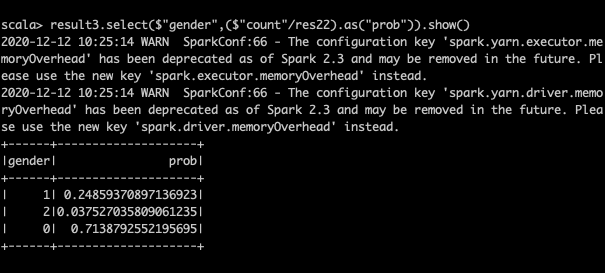 scala> result3.select($"gender",($"count"/res22).as("prob")).show()
2020-12-12 10:25:14 WARN  SparkConf:66 - The configuration key 'spark.yarn.executor.me
moryOverhead' has been deprecated as of Spark 2.3 and may be removed in the future. Pl
ease use the new key 'spark.executor.memoryOverhead' instead.
2020-12-12 10:25:14 WARN  SparkConf:66 - The configuration key 'spark.yarn.driver.memo
ryOverhead' has been deprecated as of Spark 2.3 and may be removed in the future. Plea
se use the new key 'spark.driver.memoryOverhead' instead.
+------+--------------------+
|gender|                prob|
+------+--------------------+
|     1| 0.24859370897136923|
|     2|0.037527035809061235|
|     0|  0.7138792552195695|
+------+--------------------+